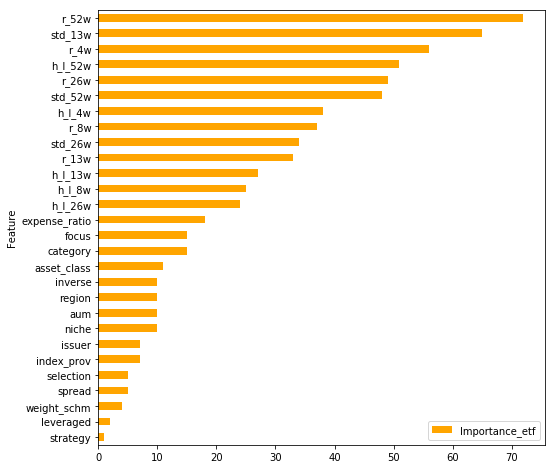 r_52w
std_13w
r_4w
h_l_52w
r_26w
std_52w
h_l_4w
r_8w
std_26w
r_13w
h_l_13w
h_l_8w
h_l_26w
expense_ratio
focus
category
asset_class
inverse
region
aum
niche
issuer
index_prov
selection
spread
weight_schm
leveraged
strategy
Feature
0 10 20 30 40 50 60 70
Importance_etf